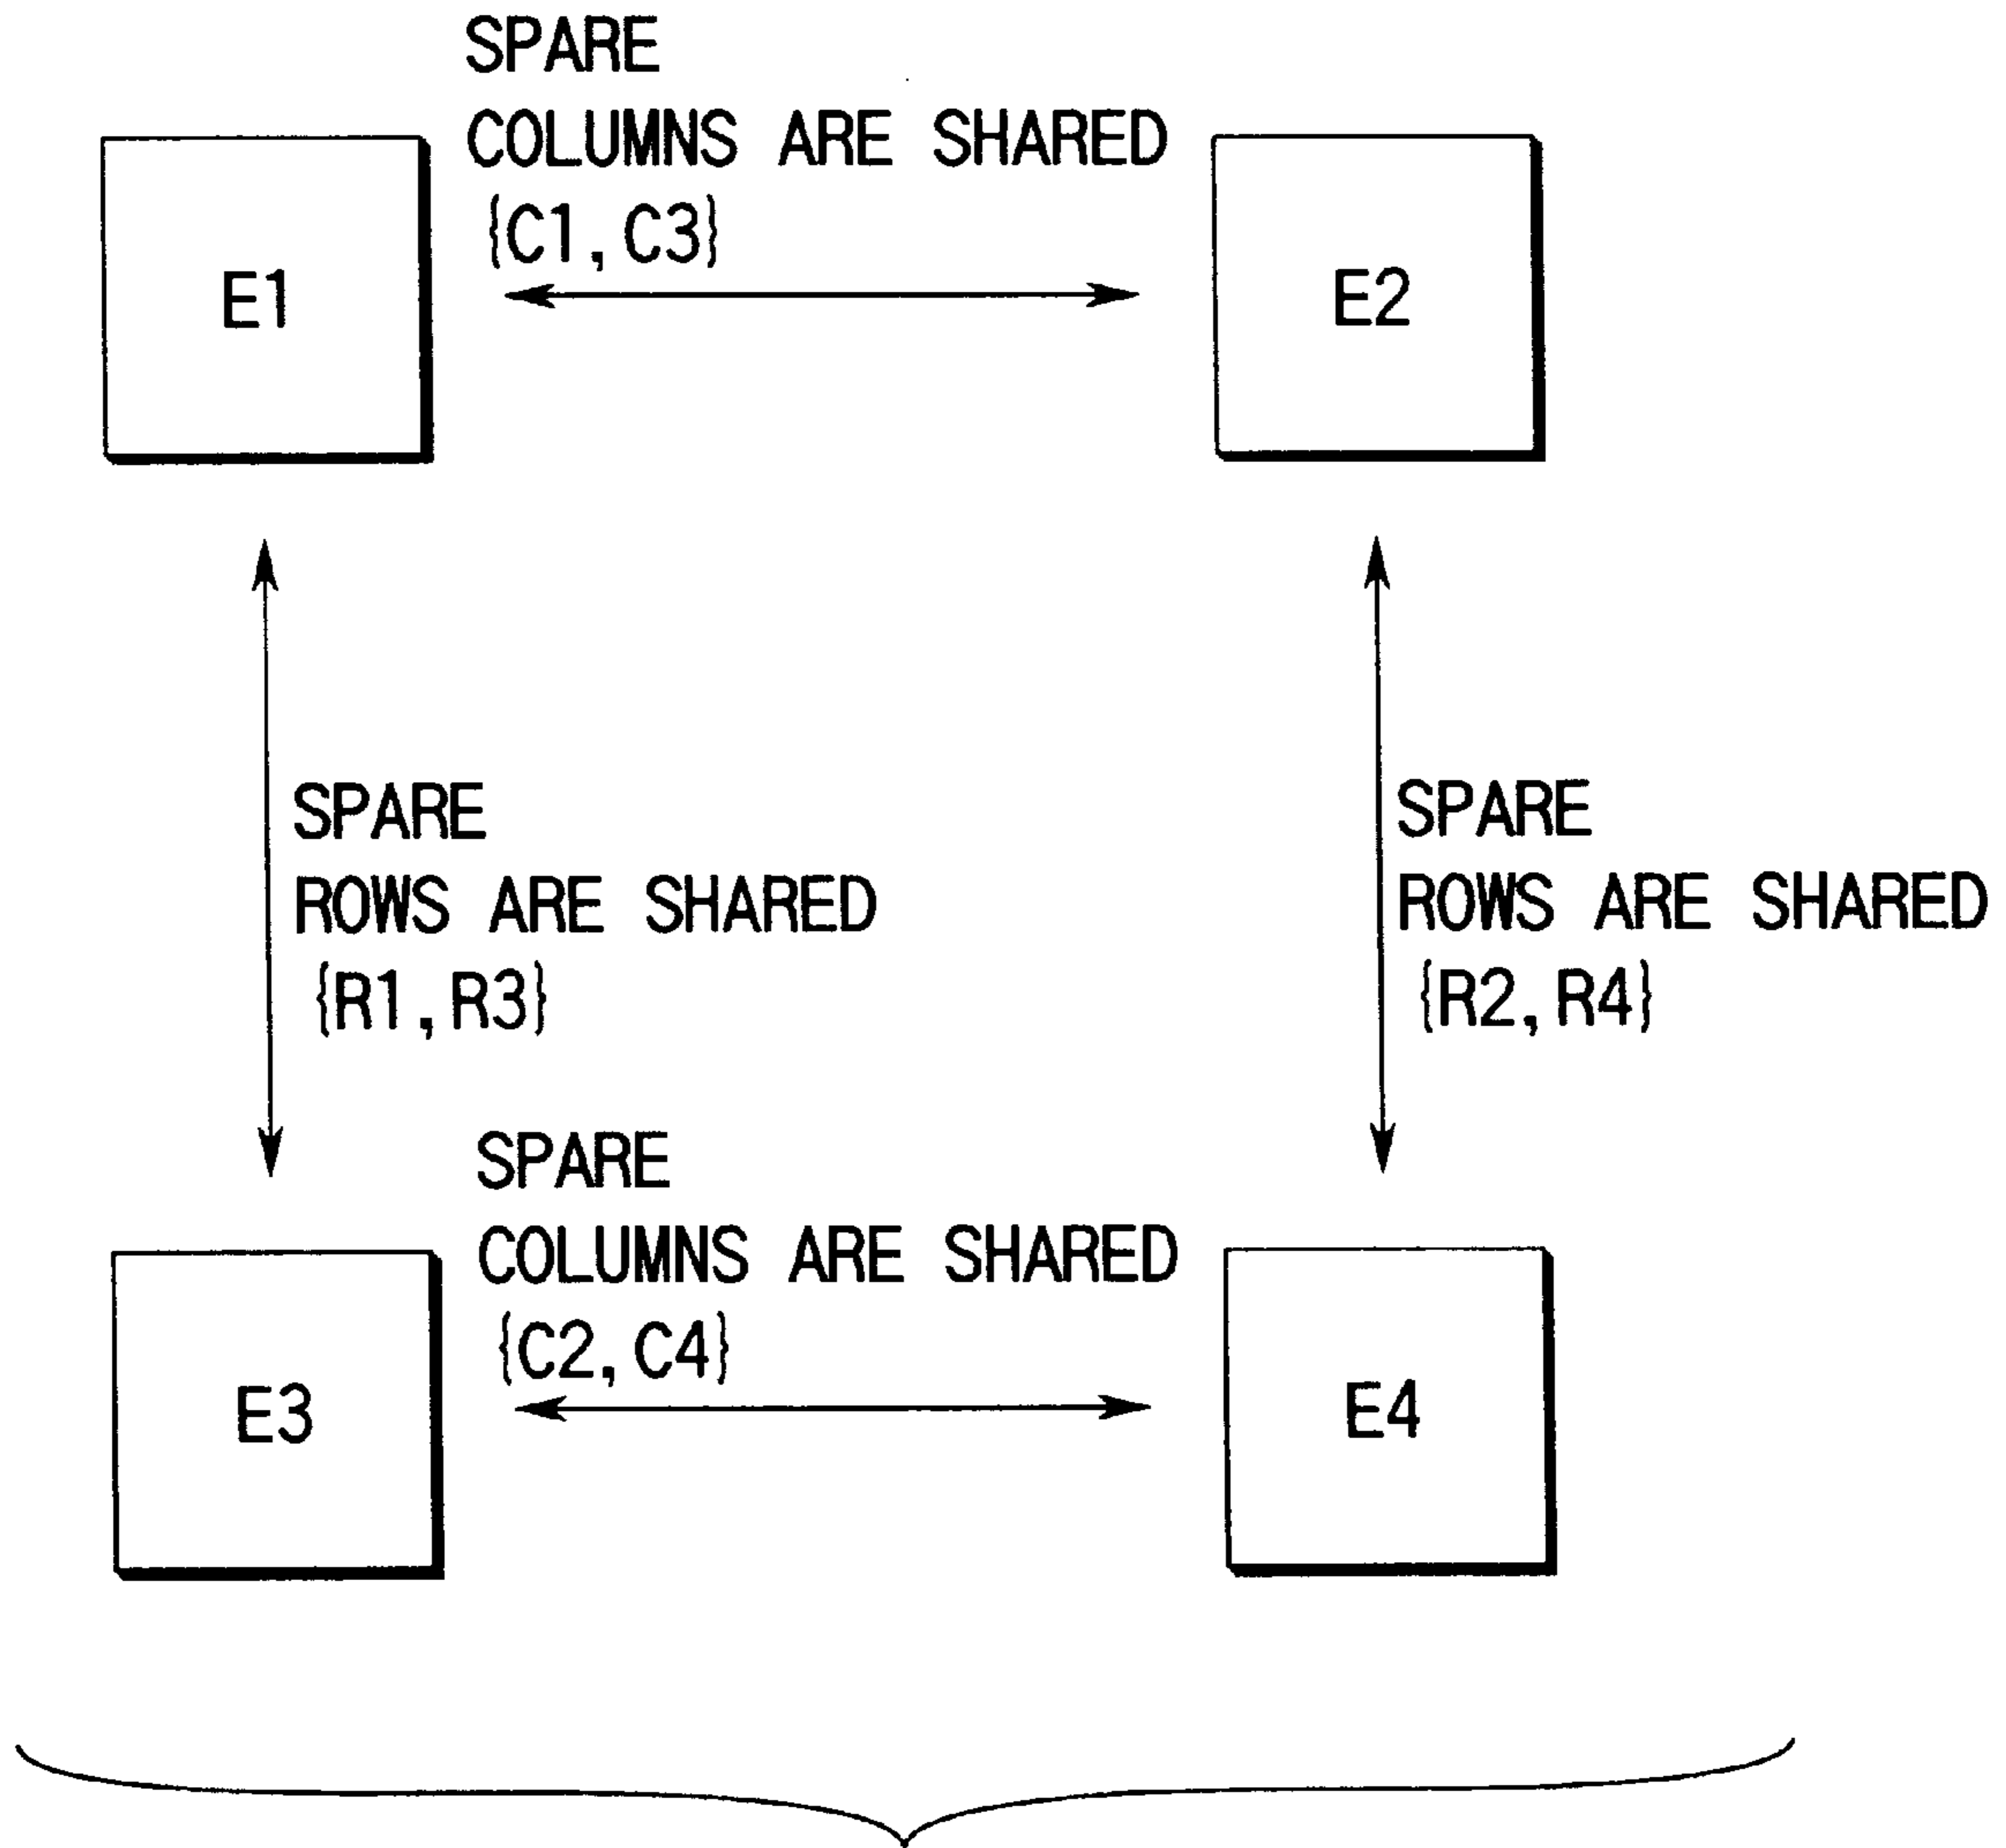 SPARE
COLUMNS ARE SHARED
{C1, C3}
E1
E2
SPARE
ROWS ARE SHARED
{R1, R3}
SPARE
ROWS ARE SHARED
{R2, R4}
SPARE
COLUMNS ARE SHARED
{C2, C4}
E3
E4